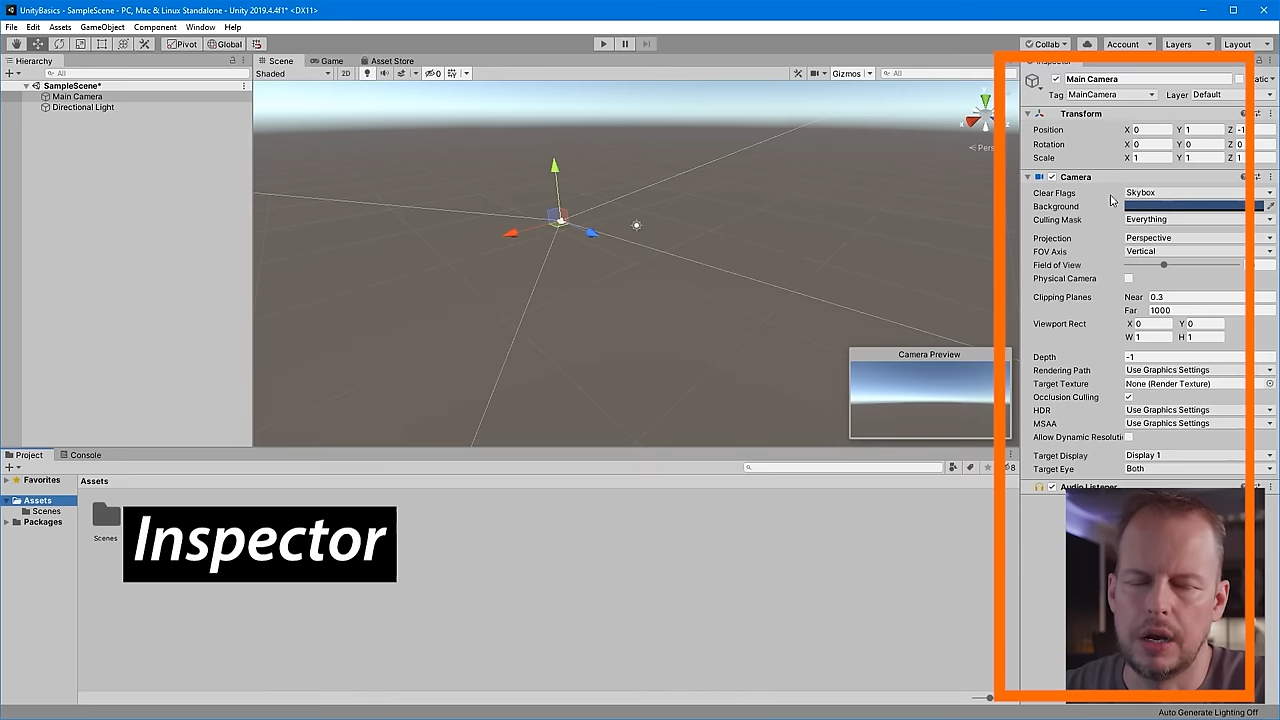 UnityBasics - SampleScene - PC, Mac & Linux Standalone - Unity 2019.4.4f1* <DX11>
File Edit Assets GameObject Component Window Help
Pivot Global Collab Account Layers Layout
Hierarchy
All
SampleScene*
Main Camera
Directional Light
Scene Game Asset Store
Shaded 2D 0 Gizmos All
Pers
Camera Preview
Main Camera
Tag MainCamera Layer Default
Transform
Position X 0 Y 1 Z -1
Rotation X 0 Y 0 Z 0
Scale X 1 Y 1 Z 1
Camera
Clear Flags Skybox
Background
Culling Mask Everything
Projection Perspective
FOV Axis Vertical
Field of View
Physical Camera
Clipping Planes Near 0.3
Far 1000
Viewport Rect X 0 Y 0
W 1 H 1
Depth -1
Rendering Path Use Graphics Settings
Target Texture None (Render Texture)
Occlusion Culling
HDR Use Graphics Settings
MSAA Use Graphics Settings
Allow Dynamic Resoluti
Target Display Display 1
Target Eye Both
Audio Listener
Project Console
8
Favorites
Assets
Scenes
Packages
Assets
Scenes
Inspector
Auto Generate Lighting Off